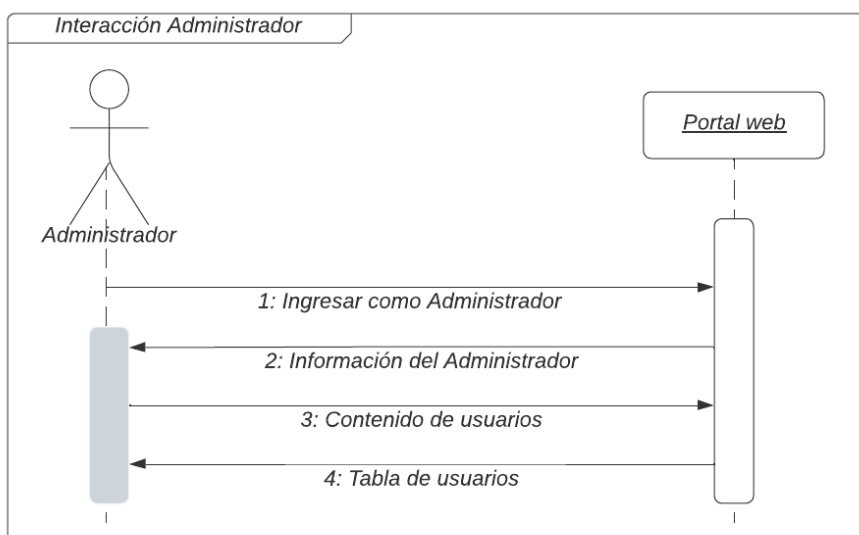 Interacción Administrador
Portal web
Administrador
1: Ingresar como Administrador
2: Información del Administrador
3: Contenido de usuarios
4: Tabla de usuarios